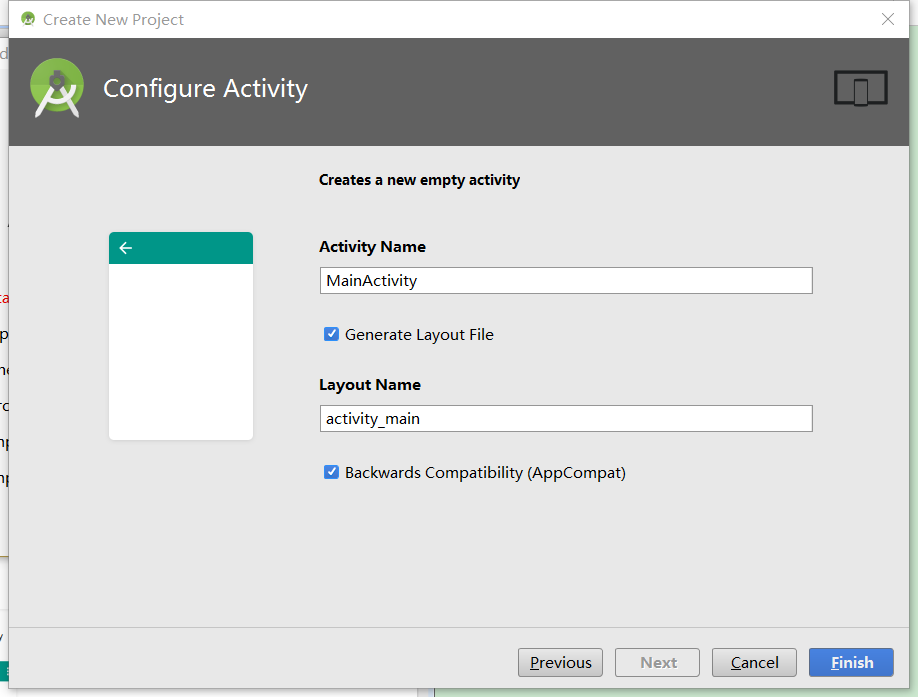 Create New Project
Configure Activity
Creates a new empty activity
Activity Name
MainActivity
Generate Layout File
Layout Name
activity_main
Backwards Compatibility (AppCompat)
Previous
Next
Cancel
Finish